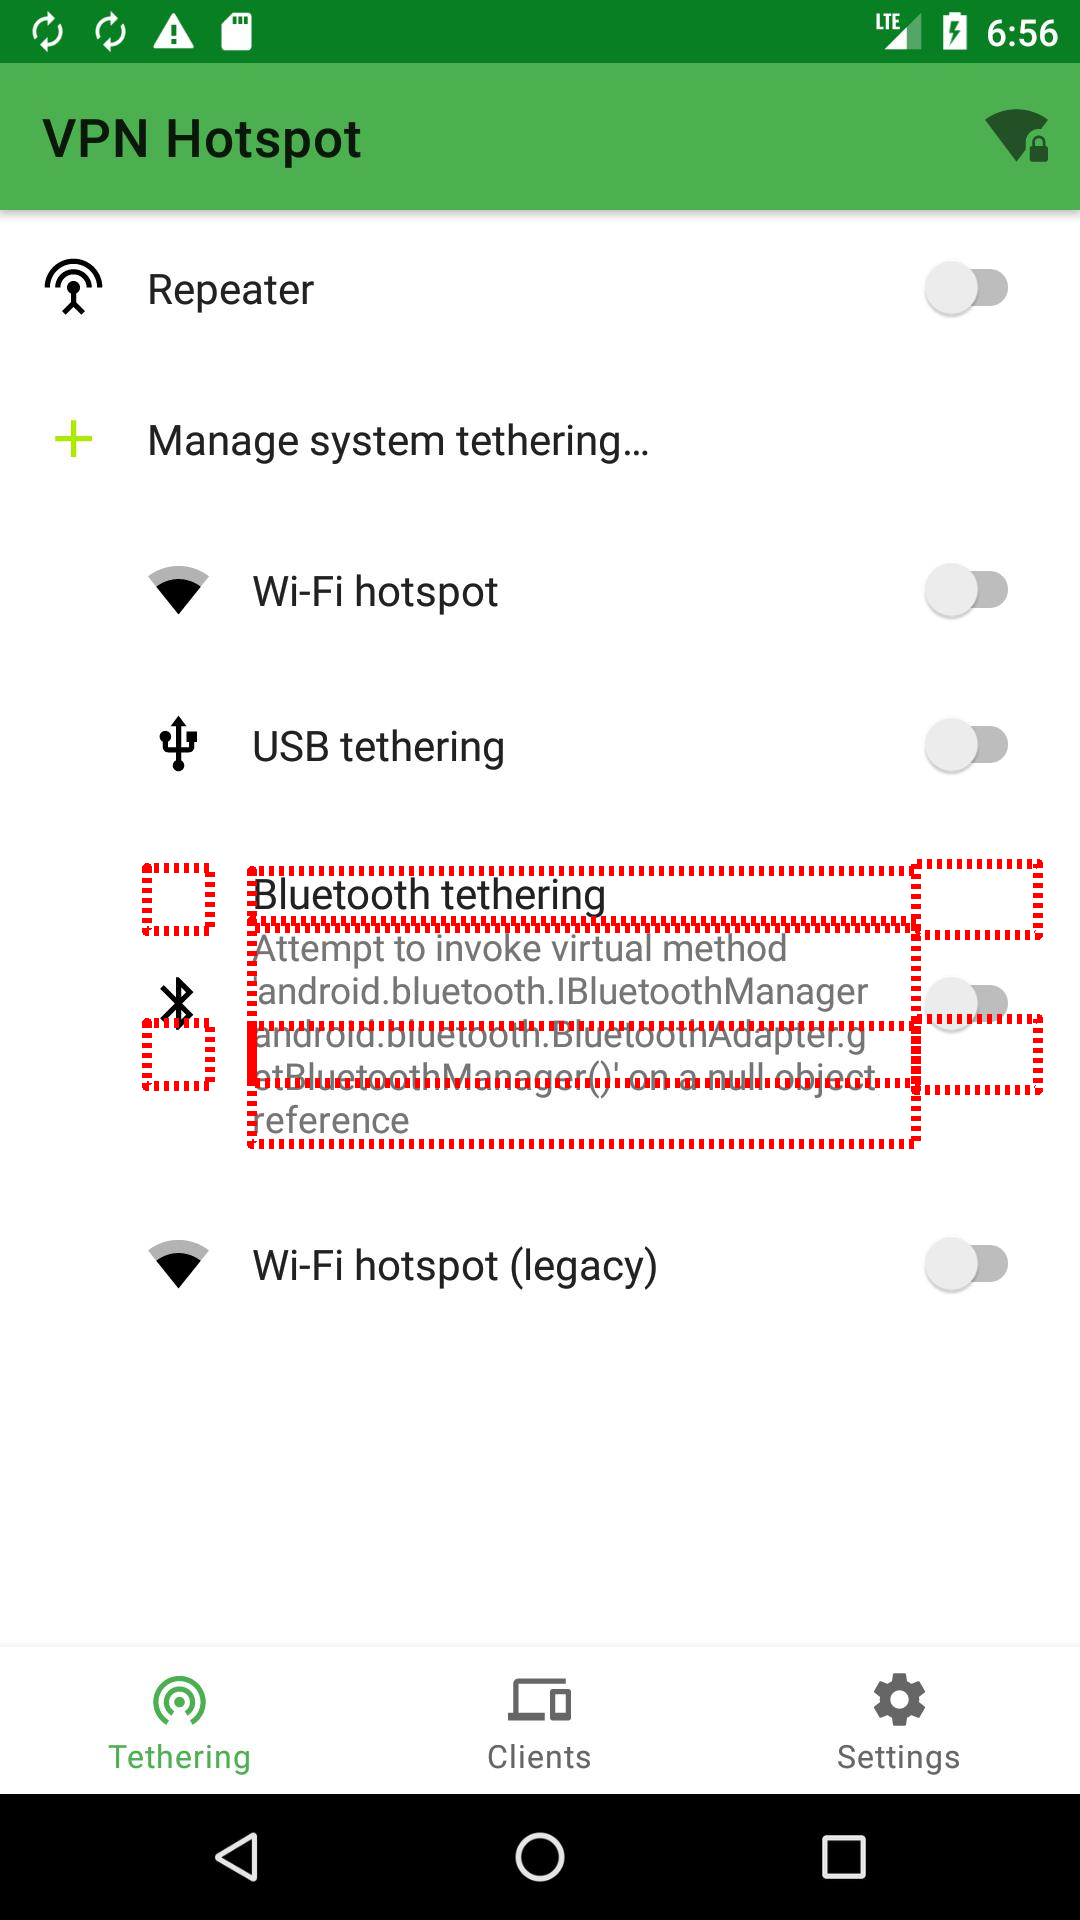 LTE 6:56
VPN Hotspot
Repeater
Manage system tethering…
Wi-Fi hotspot
USB tethering
Bluetooth tethering
Attempt to invoke virtual method
'android.bluetooth.IBluetoothManager
android.bluetooth.BluetoothAdapter.g
etBluetoothManager()' on a null object
reference
Wi-Fi hotspot (legacy)
Tethering
Clients
Settings